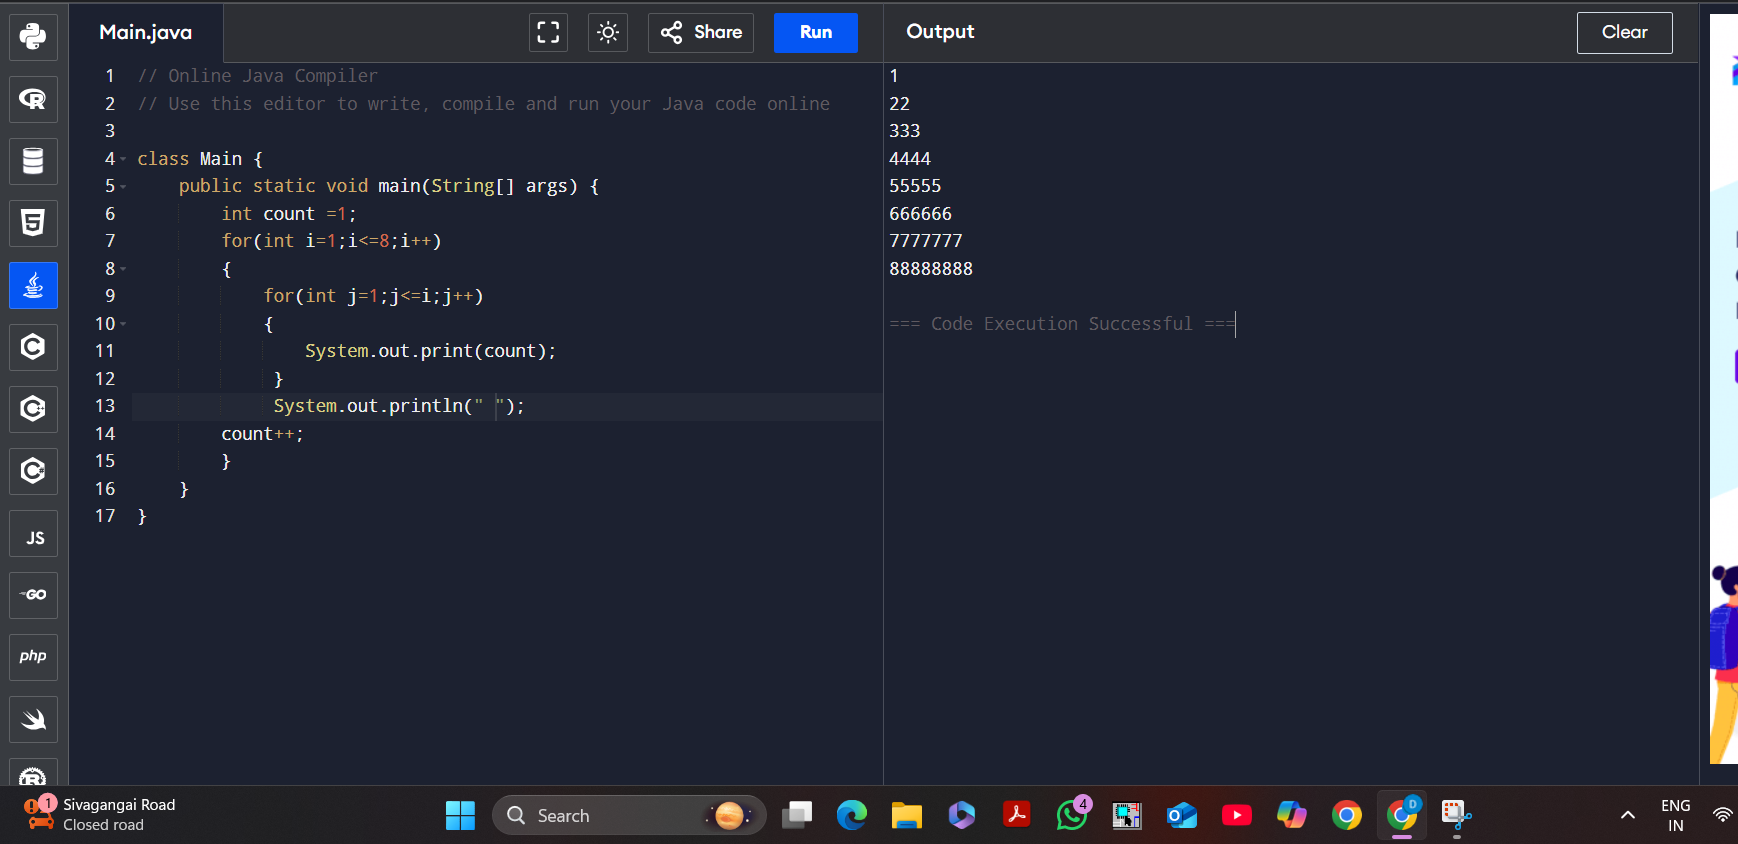 Main.java
Share
Run
Output
Clear
1 // Online Java Compiler
2 // Use this editor to write, compile and run your Java code online
3
4 class Main {
5     public static void main(String[] args) {
6         int count =1;
7         for(int i=1;i<=8;i++)
8         {
9             for(int j=1;j<=i;j++)
10             {
11                 System.out.print(count);
12              }
13              System.out.println(" ");
14         count++;
15         }
16     }
17 }
1
22
333
4444
55555
666666
7777777
88888888
=== Code Execution Successful ===
R
5
C
C
C
JS
GO
php
R
1
Sivagangai Road
Closed road
Search
4
D
ENG
IN